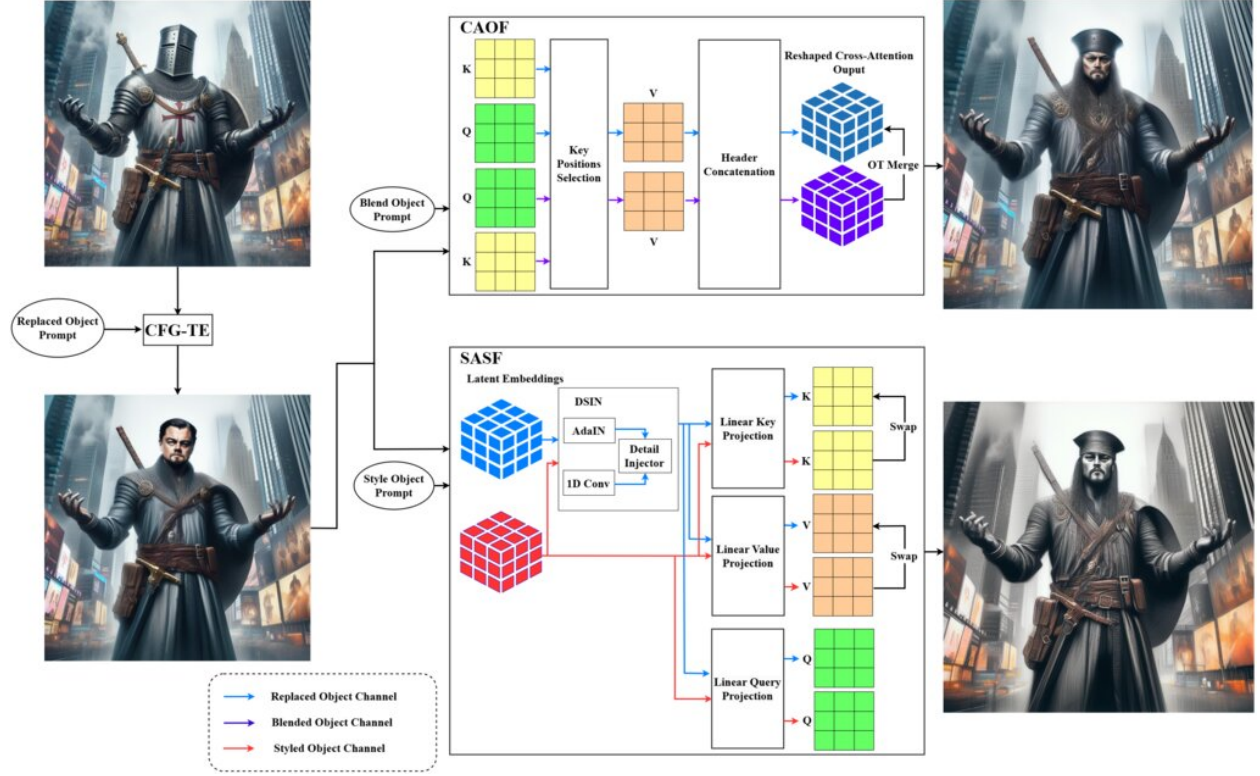 CAOF
K
Q
Q
K
Key
Positions
Selection
V
V
Header
Concatenation
Reshaped Cross-Attention
Ouput
OT Merge
Blend Object
Prompt
Replaced Object
Prompt
CFG-TE
SASF
Latent Embeddings
DSIN
AdaIN
Detail
Injector
1D Conv
Style Object
Prompt
Linear Key
Projection
K
K
Swap
Linear Value
Projection
V
V
Swap
Linear Query
Projection
Q
Q
Replaced Object Channel
Blended Object Channel
Styled Object Channel